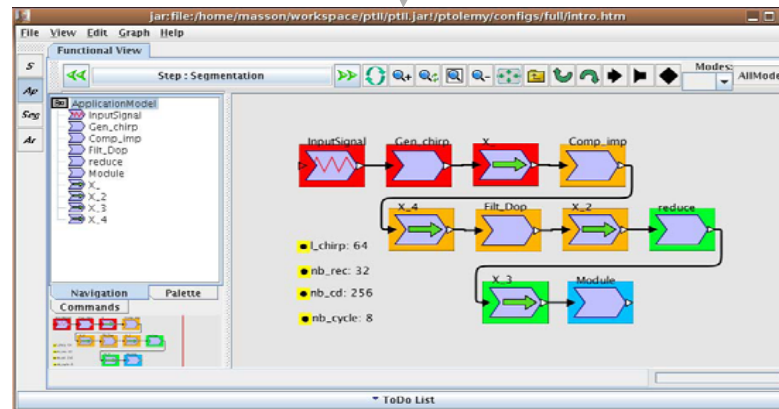 jar:file:/home/masson/workspace/ptII/ptII.jar!/ptolemy/configs/full/intro.htm
File View Edit Graph Help
Functional View
Step : Segmentation
Modes:
AllMode
S
Ap
Seg
Ar
ApplicationModel
InputSignal
Gen_chirp
Comp_imp
Filt_Dop
reduce
Module
X_
X_2
X_3
X_4
Navigation Palette
Commands
InputSignal Gen_chirp X_ Comp_imp
X_4 Filt_Dop X_2 reduce
X_3 Module
l_chirp: 64
nb_rec: 32
nb_cd: 256
nb_cycle: 8
ToDo List